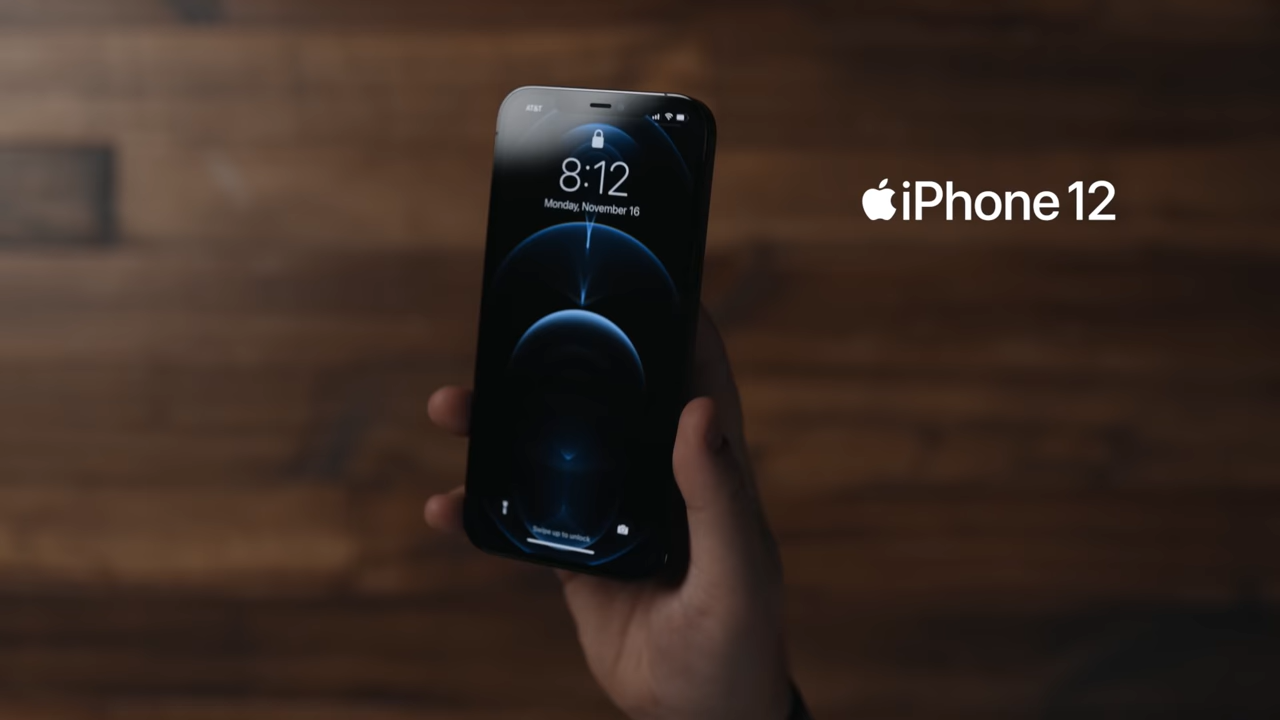 AT&T
8:12
Monday, November 16
iPhone 12
Swipe up to unlock